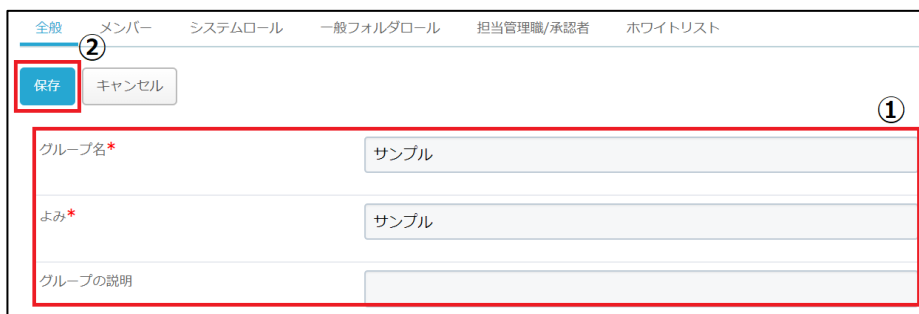 全般 メンバー システムロール 一般フォルダロール 担当管理職/承認者 ホワイトリスト
②
保存 キャンセル
①
グループ名* サンプル
よみ* サンプル
グループの説明